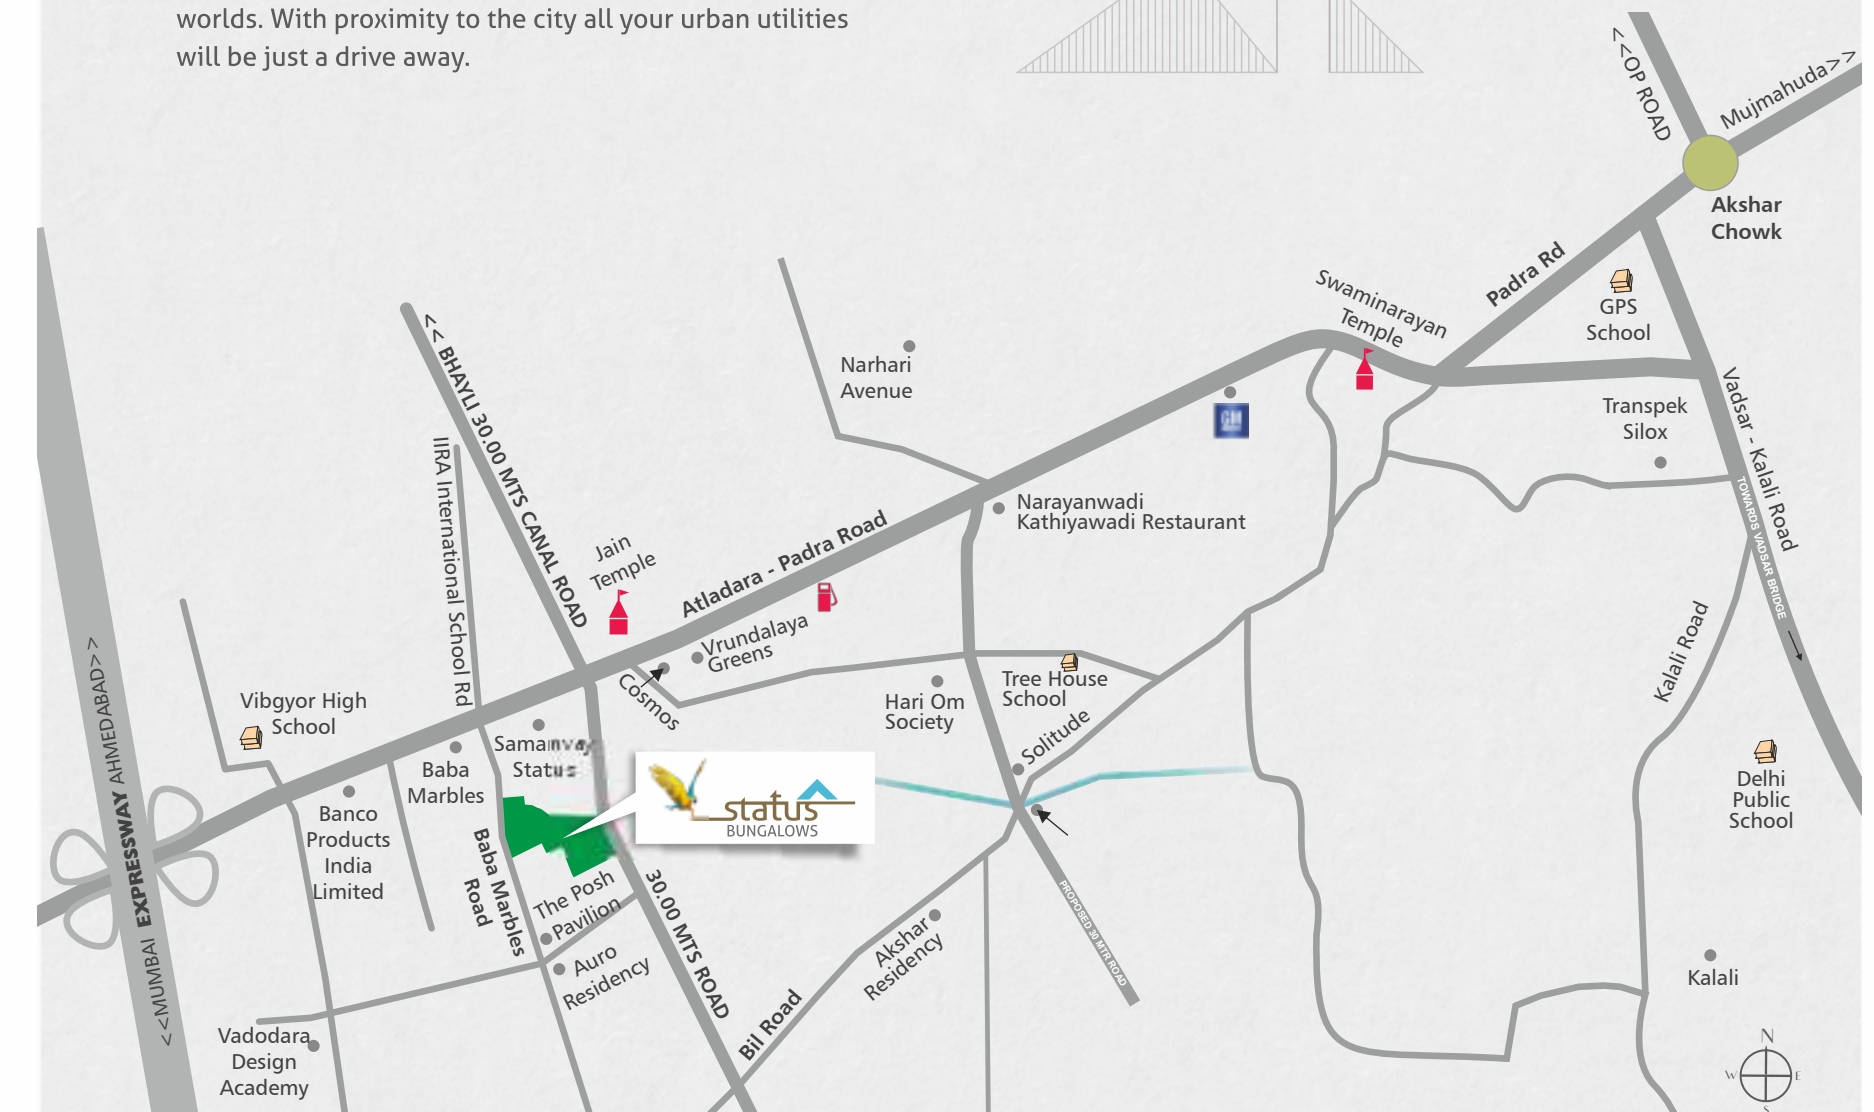 worlds. With proximity to the city all your urban utilities
will be just a drive away.
<<OP ROAD
Mujmahuda>>
Akshar
Chowk
Padra Rd
GPS
School
Swaminarayan
Temple
Narhari
Avenue
GM
Transpek
Silox
Vadsar - Kalali Road
TOWARDS VADSAR BRIDGE
<< BHAYLI 30.00 MTS CANAL ROAD
IIRA International School Rd
Jain
Temple
Atladara - Padra Road
Narayanwadi
Kathiyawadi Restaurant
Vrundalaya
Greens
Cosmos
Hari Om
Society
Tree House
School
Solitude
Kalali Road
Vibgyor High
School
EXPRESSWAY AHMEDABAD>>
<<MUMBAI
Samanvay
Status
Baba
Marbles
Banco
Products
India
Limited
status
BUNGALOWS
Delhi
Public
School
Baba Marbles
Road
The Posh
Pavilion
Auro
Residency
30.00 MTS ROAD
Akshar
Residency
PROPOSED 30 MTR ROAD
Bil Road
Kalali
Vadodara
Design
Academy
N
W
E
S